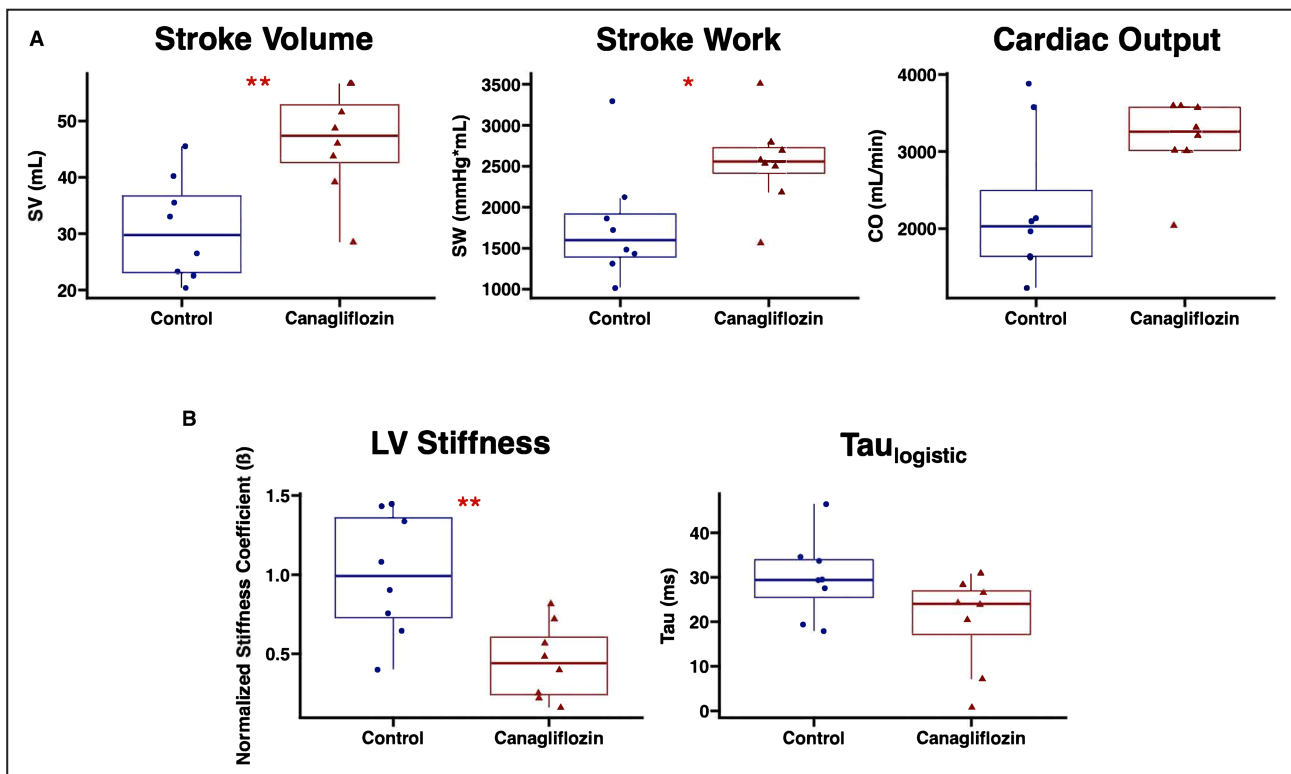 A
Stroke Volume
Stroke Work
Cardiac Output
**
*
SV (mL)
50
40
30
20
Control
Canagliflozin
SW (mmHg*mL)
3500
3000
2500
2000
1500
1000
Control
Canagliflozin
CO (mL/min)
4000
3000
2000
Control
Canagliflozin
B
LV Stiffness
Tau logistic
**
Normalized Stiffness Coefficient (ß)
1.5
1.0
0.5
Control
Canagliflozin
Tau (ms)
40
30
20
10
0
Control
Canagliflozin